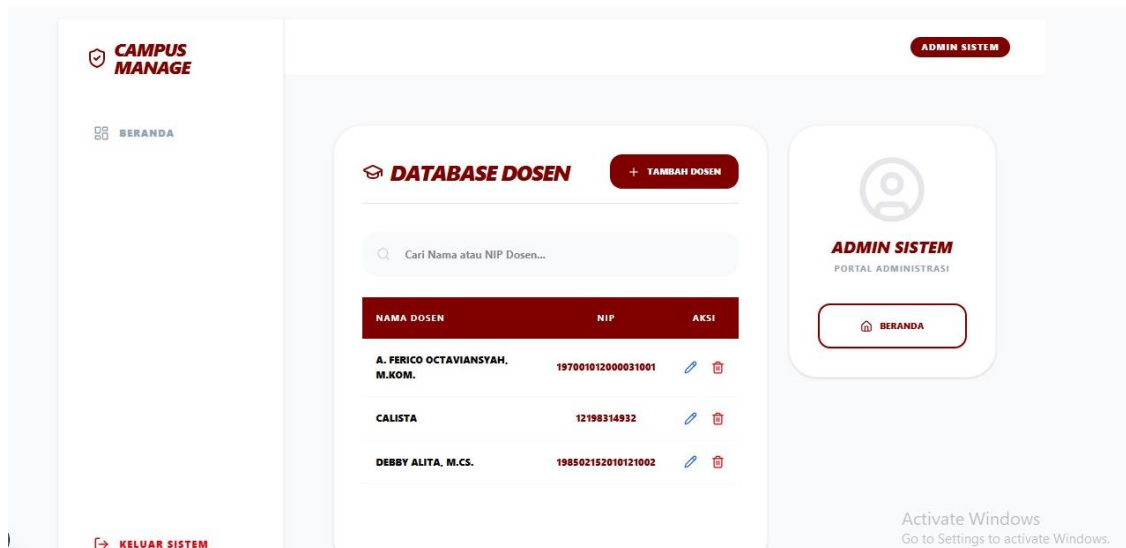 CAMPUS
MANAGE
ADMIN SISTEM
BERANDA
DATABASE DOSEN
+ TAMBAH DOSEN
Cari Nama atau NIP Dosen...
NAMA DOSEN NIP AKSI
A. FERICO OCTAVIANSYAH,
M.KOM. 197001012000031001
CALISTA 12198314932
DEBBY ALITA, M.CS. 198502152010121002
ADMIN SISTEM
PORTAL ADMINISTRASI
BERANDA
KELUAR SISTEM
Activate Windows
Go to Settings to activate Windows.